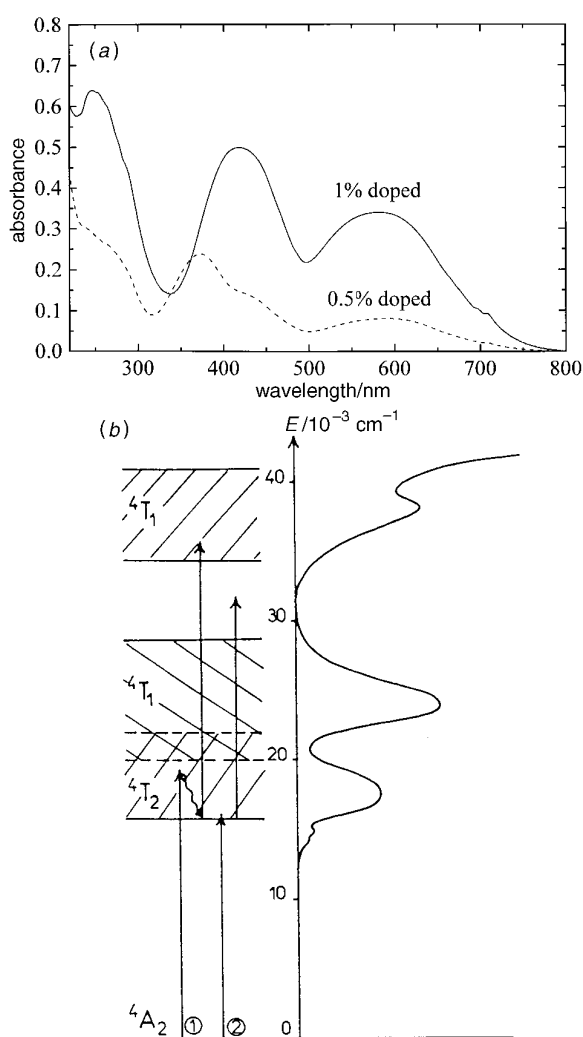 (a)
0.8
0.7
0.6
0.5
0.4
0.3
0.2
0.1
0.0
absorbance
1% doped
0.5% doped
300 400 500 600 700 800
wavelength/nm
(b)
E/10⁻³ cm⁻¹
40
30
20
10
0
⁴T₁
⁴T₁
⁴T₂
⁴A₂ ① ②